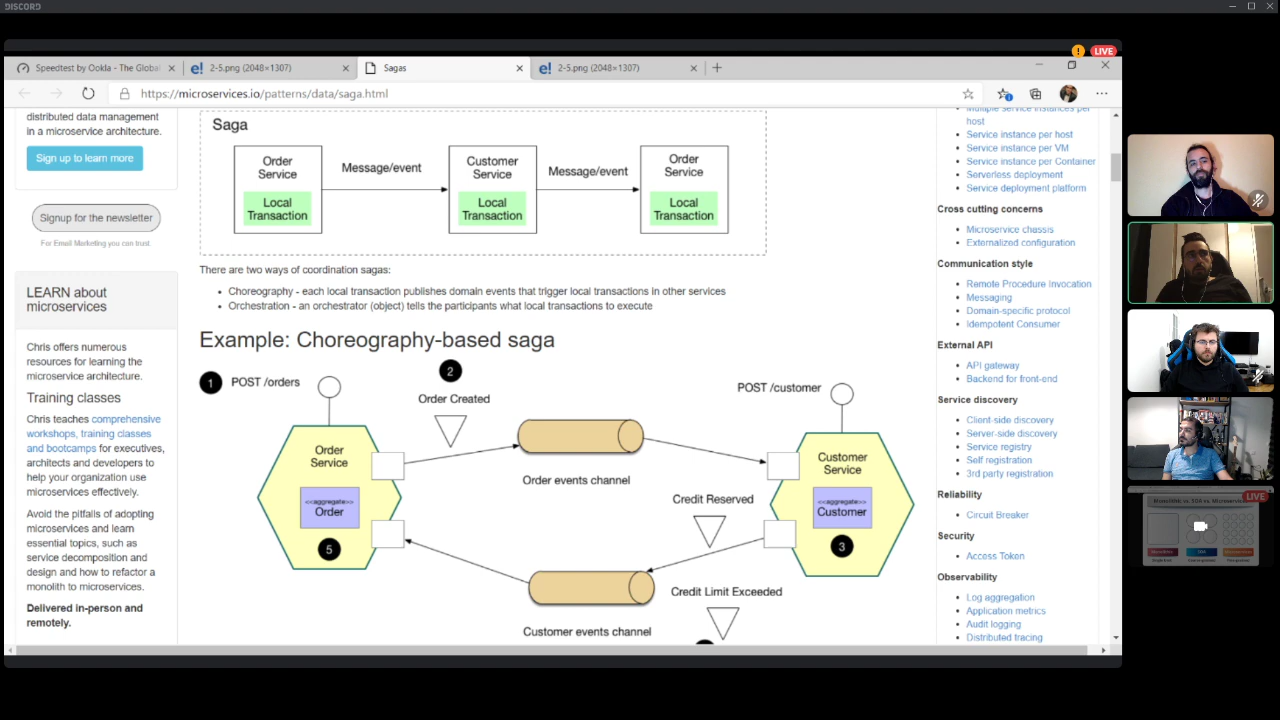 DISCORD
LIVE
Speedtest by Ookla - The Global
2-5.png (2048×1307)
Sagas
2-5.png (2048×1307)
https://microservices.io/patterns/data/saga.html
distributed data management
in a microservice architecture.
Sign up to learn more
Signup for the newsletter
For Email Marketing you can trust.
LEARN about
microservices
Chris offers numerous
resources for learning the
microservice architecture.
Training classes
Chris teaches comprehensive
workshops, training classes
and bootcamps for executives,
architects and developers to
help your organization use
microservices effectively.
Avoid the pitfalls of adopting
microservices and learn
essential topics, such as
service decomposition and
design and how to refactor a
monolith to microservices.
Delivered in-person and
remotely.
Saga
Order
Service
Local
Transaction
Message/event
Customer
Service
Local
Transaction
Message/event
Order
Service
Local
Transaction
There are two ways of coordination sagas:
Choreography - each local transaction publishes domain events that trigger local transactions in other services
Orchestration - an orchestrator (object) tells the participants what local transactions to execute
Example: Choreography-based saga
1 POST /orders
2
Order Created
POST /customer
Order
Service
<<aggregate>>
Order
5
Order events channel
Customer
Service
<<aggregate>>
Customer
3
Credit Reserved
Credit Limit Exceeded
Customer events channel
Multiple service instances per
host
Service instance per host
Service instance per VM
Service instance per Container
Serverless deployment
Service deployment platform
Cross cutting concerns
Microservice chassis
Externalized configuration
Communication style
Remote Procedure Invocation
Messaging
Domain-specific protocol
Idempotent Consumer
External API
API gateway
Backend for front-end
Service discovery
Client-side discovery
Server-side discovery
Service registry
Self registration
3rd party registration
Reliability
Circuit Breaker
Security
Access Token
Observability
Log aggregation
Application metrics
Audit logging
Distributed tracing
LIVE
Monolithic vs SOA vs Microservices